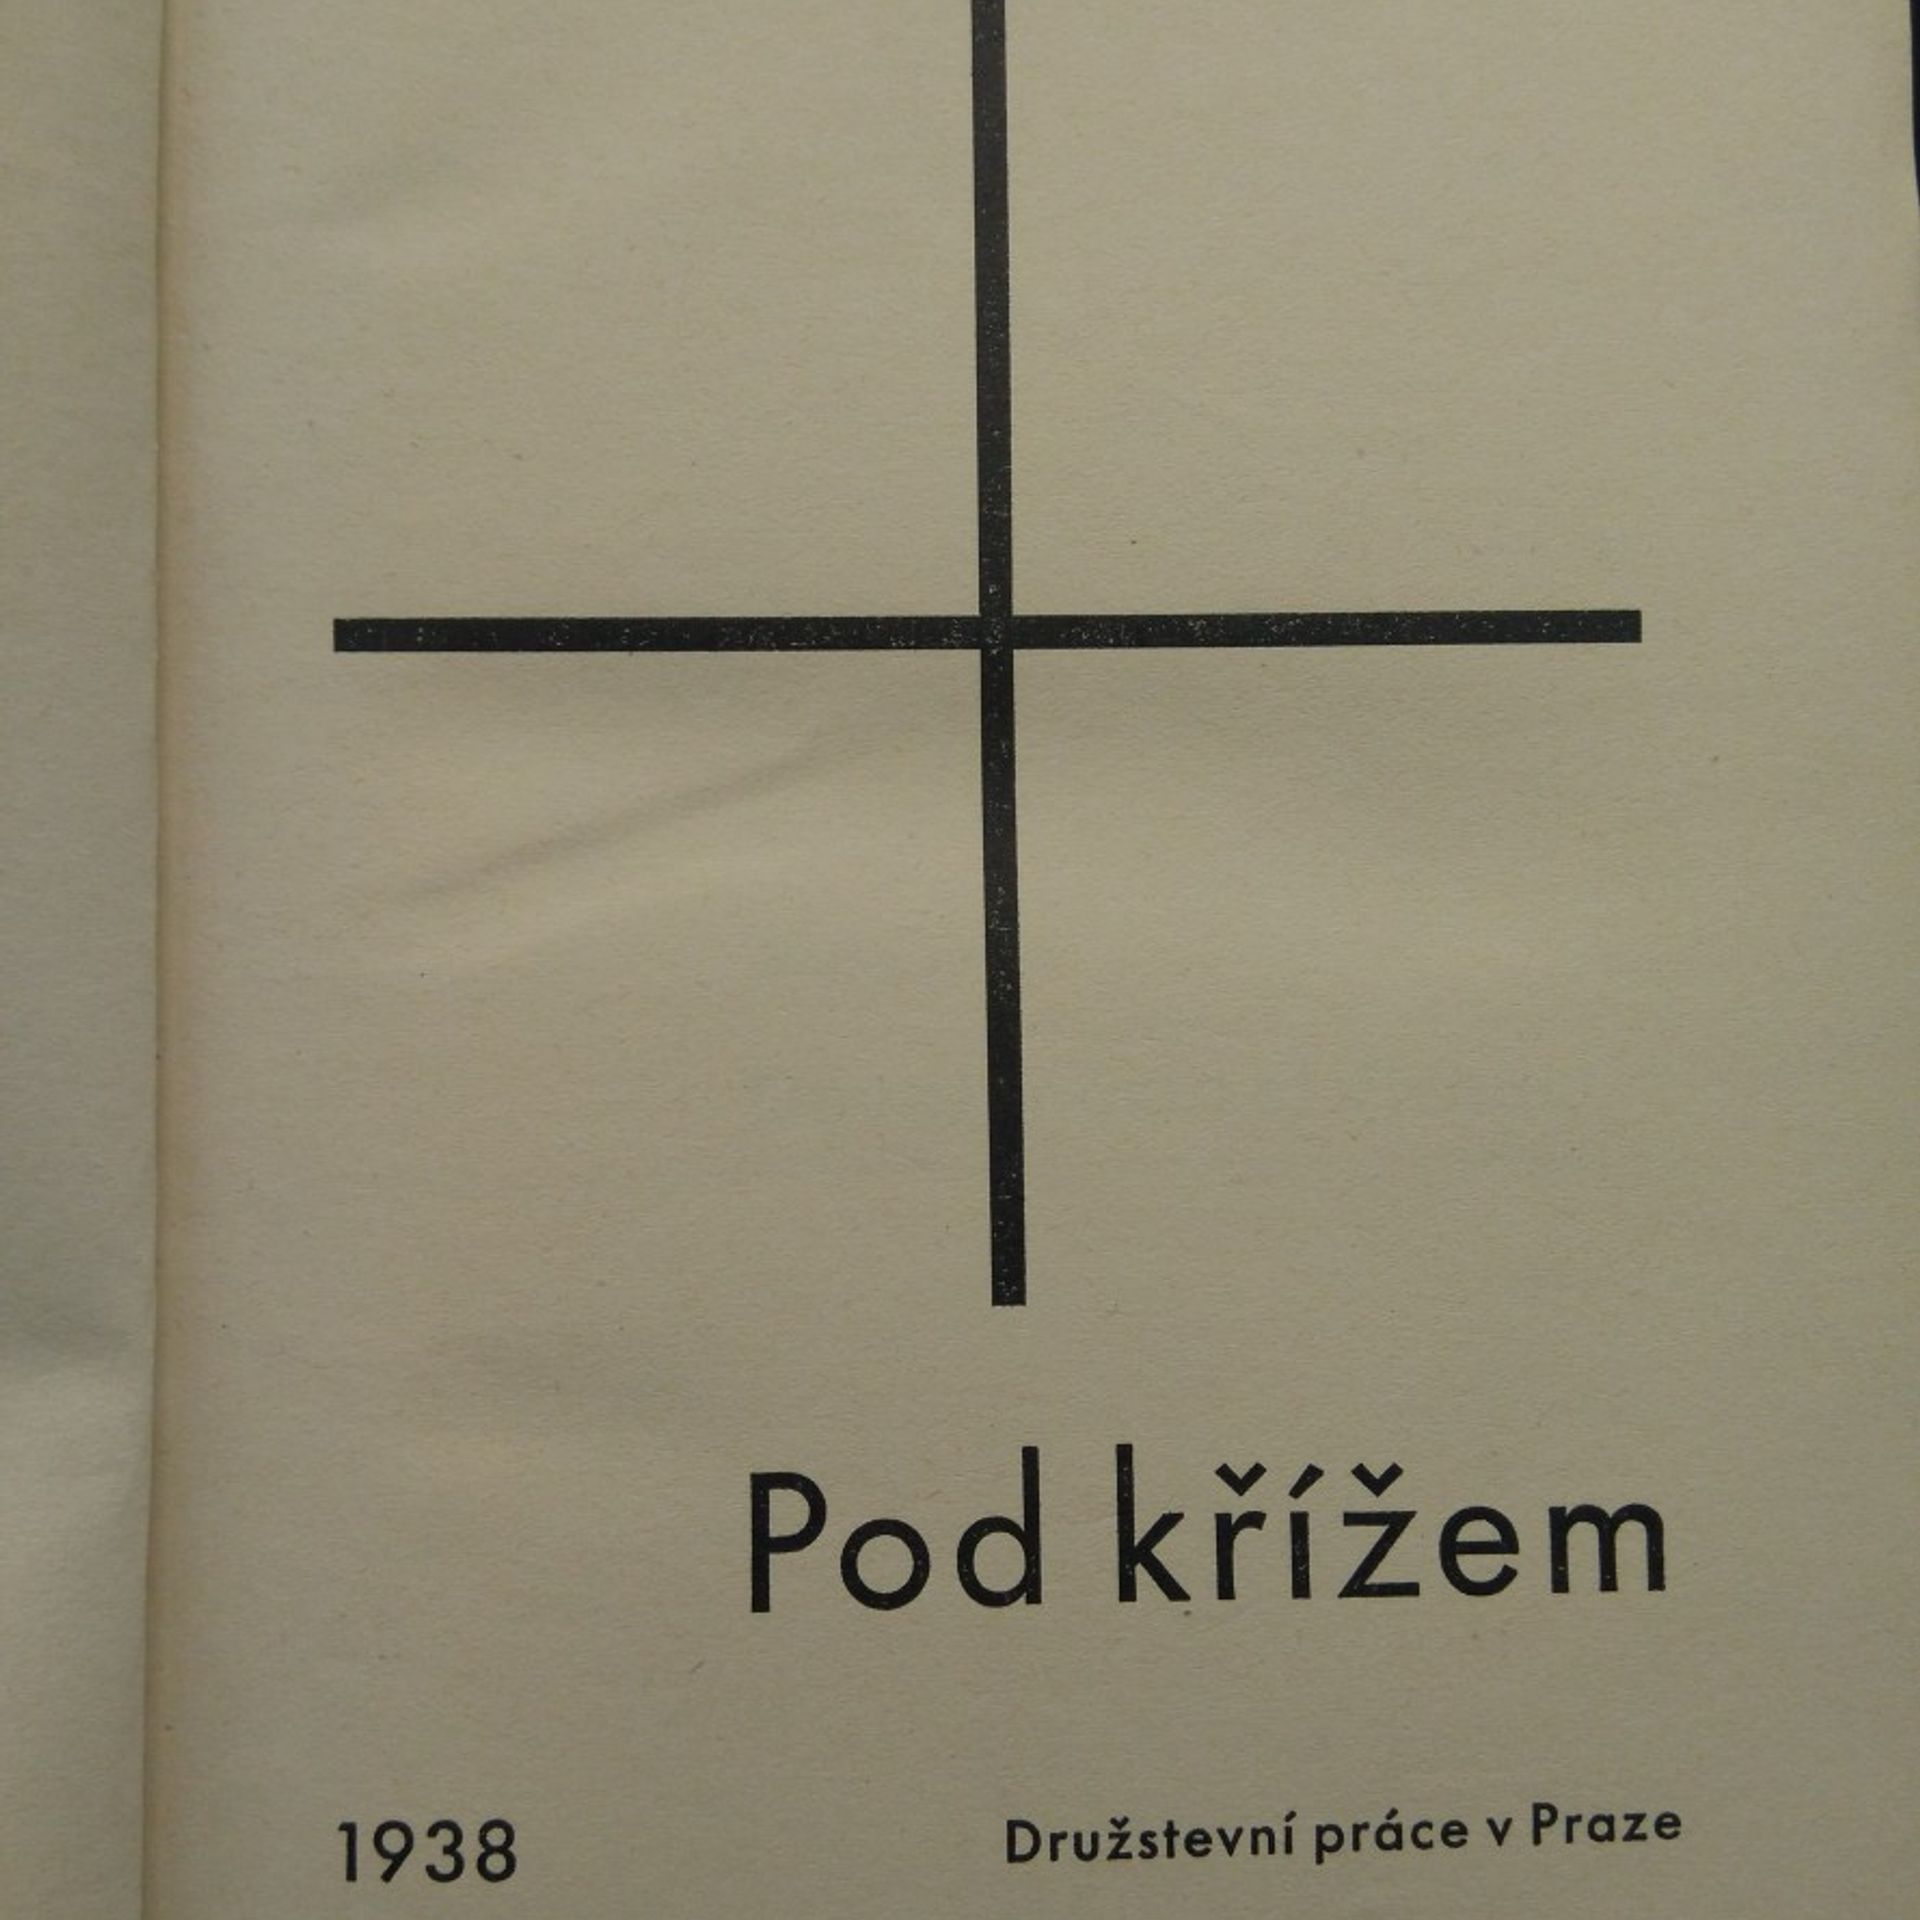 Pod křížem
1938 Družstevní práce v Praze